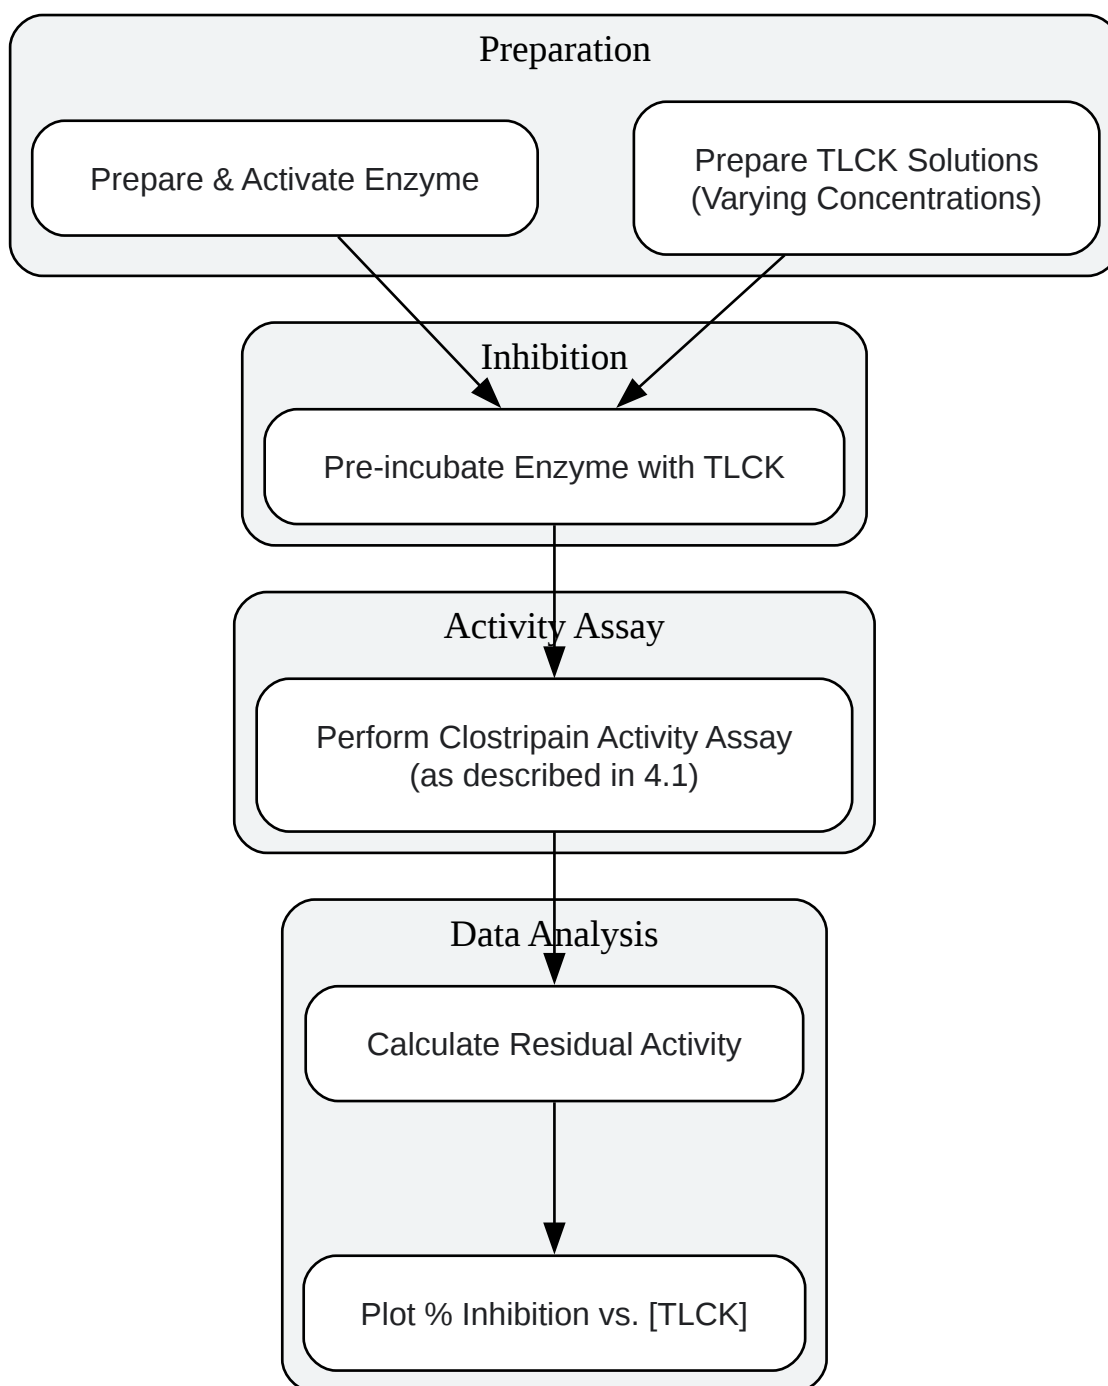 Preparation
Prepare & Activate Enzyme
Prepare TLCK Solutions
(Varying Concentrations)
Inhibition
Pre-incubate Enzyme with TLCK
Activity Assay
Perform Clostripain Activity Assay
(as described in 4.1)
Data Analysis
Calculate Residual Activity
Plot % Inhibition vs. [TLCK]